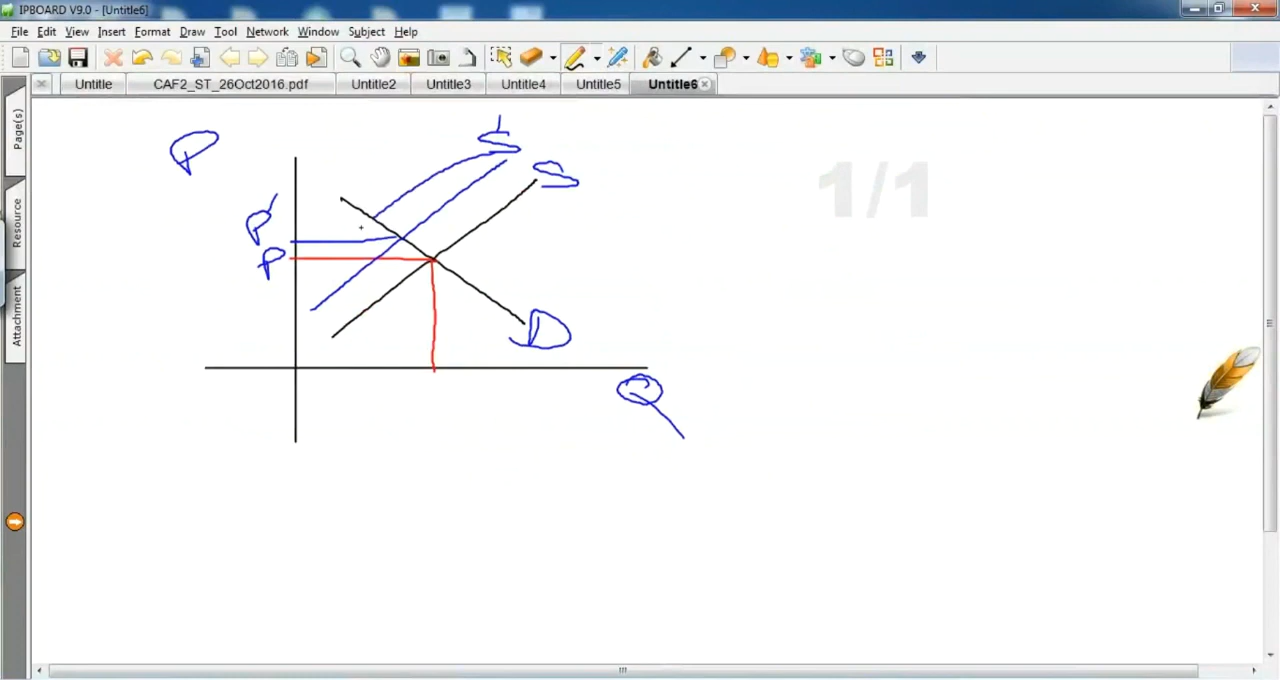 IPBOARD V9.0 - [Untitled6]
File Edit View Insert Format Draw Tool Network Window Subject Help
Untitle CAF2_ST_26Oct2016.pdf Untitle2 Untitle3 Untitle4 Untitle5 Untitle6
Page(s)
Resource
Attachment
1/1
P
S'
S
P'
P
D
Q